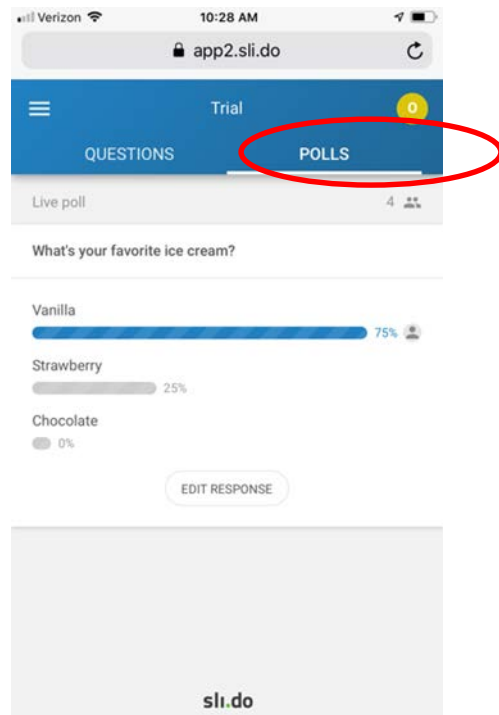 Verizon 10:28 AM
app2.sli.do
Trial 0
QUESTIONS POLLS
Live poll 4
What's your favorite ice cream?
Vanilla
75%
Strawberry
25%
Chocolate
0%
EDIT RESPONSE
slı.do